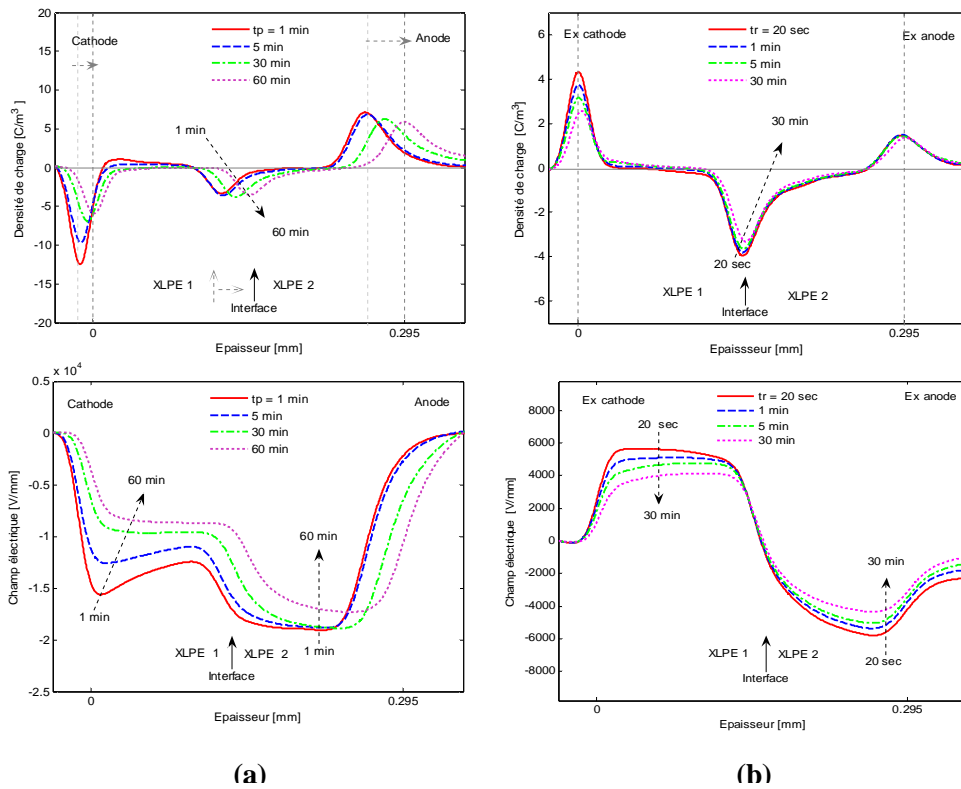 Densité de charge [C/m³]
20
15
10
5
0
-5
-10
-15
-20
Cathode
tp = 1 min
5 min
30 min
60 min
Anode
1 min
60 min
XLPE 1
XLPE 2
Interface
0
0.295
Epaisseur [mm]
Densité de charge [C/m³]
6
4
2
0
-2
-4
-6
Ex cathode
tr = 20 sec
1 min
5 min
30 min
Ex anode
30 min
20 sec
XLPE 1
XLPE 2
Interface
0
0.295
Epaissseur [mm]
Champ électrique [V/mm]
x 10⁴
0.5
0
-0.5
-1
-1.5
-2
-2.5
Cathode
tp = 1 min
5 min
30 min
60 min
Anode
60 min
1 min
60 min
1 min
XLPE 1
XLPE 2
Interface
0
0.295
Epaisseur [mm]
Champ électrique [V/mm]
8000
6000
4000
2000
0
-2000
-4000
-6000
-8000
Ex cathode
tr = 20 sec
1 min
5 min
30 min
Ex anode
20 sec
30 min
30 min
20 sec
XLPE 1
XLPE 2
Interface
0
0.295
Epaisseur [mm]
(a)
(b)